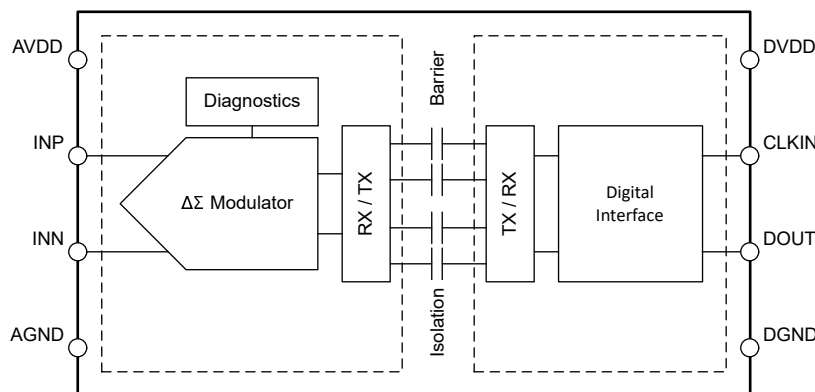 AVDD
DVDD
Diagnostics
Barrier
INP
CLKIN
ΔΣ Modulator
RX / TX
TX / RX
Digital
Interface
INN
DOUT
Isolation
AGND
DGND